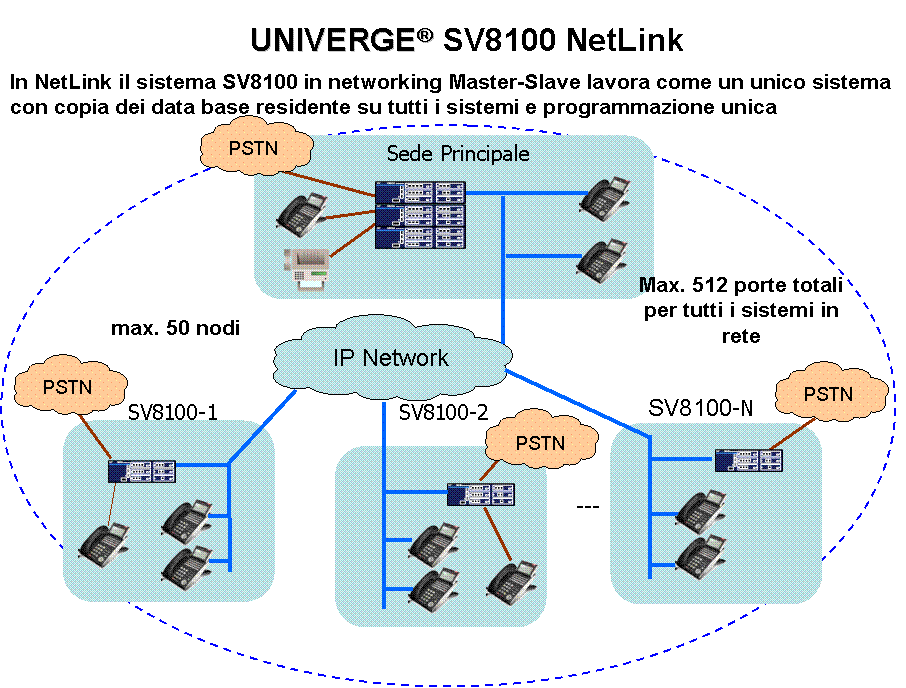 UNIVERGE® SV8100 NetLink
In NetLink il sistema SV8100 in networking Master-Slave lavora come un unico sistema
con copia dei data base residente su tutti i sistemi e programmazione unica
PSTN
Sede Principale
Max. 512 porte totali
per tutti i sistemi in
rete
max. 50 nodi
IP Network
PSTN
SV8100-1
SV8100-2
PSTN
SV8100-N
PSTN
---